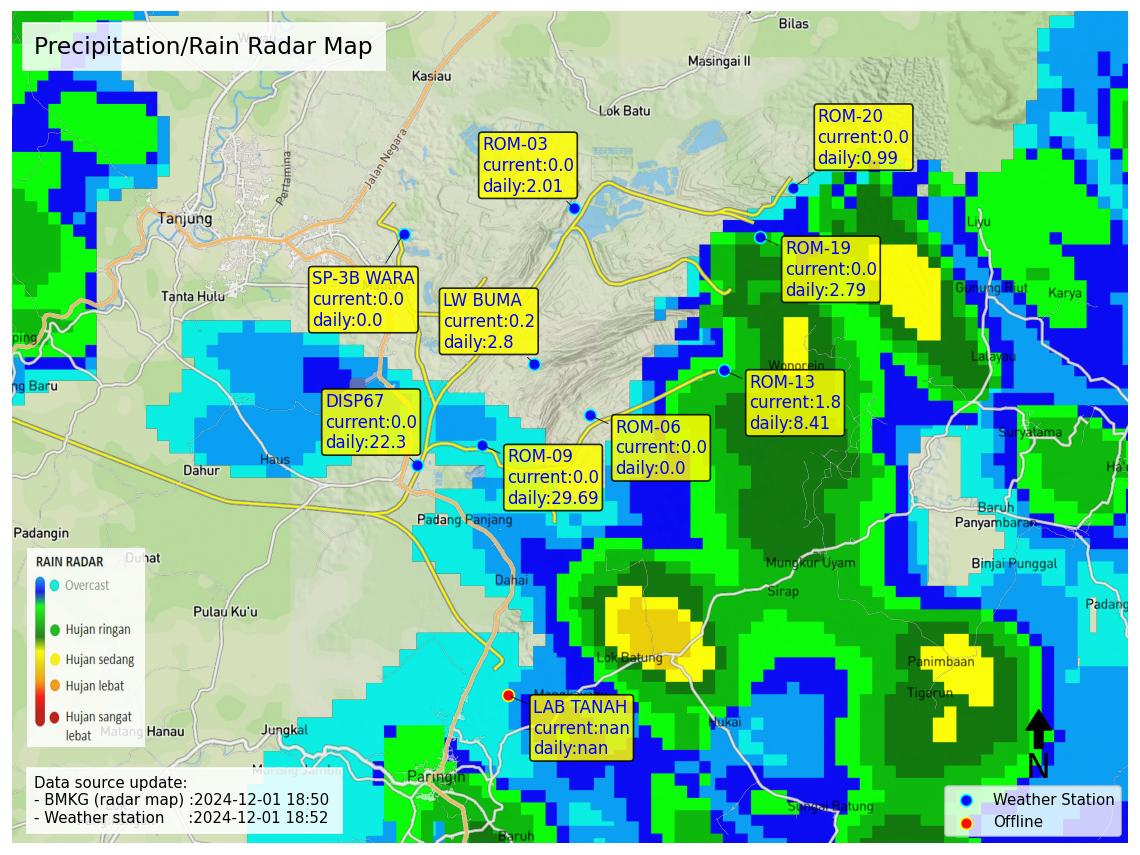 Precipitation/Rain Radar Map
Bilas
Masingai II
Kasiau
Lok Batu
Jalan Negara
Pertamina
ROM-20
current:0.0
daily:0.99
ROM-03
current:0.0
daily:2.01
Tanjung
Liyu
ROM-19
current:0.0
daily:2.79
SP-3B WARA
current:0.0
daily:0.0
LW BUMA
current:0.2
daily:2.8
Tanta Hulu
Gunung Riut
Karya
ping
Lalayau
Wonorejo
ng Baru
ROM-13
current:1.8
daily:8.41
DISP67
current:0.0
daily:22.3
ROM-06
current:0.0
daily:0.0
Suryatama
ROM-09
current:0.0
daily:29.69
Haus
Dahur
Ha
Baruh
Panyambaran
Padang Panjang
Padangin
Duhat
Mungkur Uyam
Binjai Punggal
Dahai
Sirap
Padang
Pulau Ku'u
RAIN RADAR
Overcast
Hujan ringan
Hujan sedang
Hujan lebat
Hujan sangat
lebat
Lok Batung
Panimbaan
Tigarun
LAB TANAH
current:nan
daily:nan
Hukai
Matang Hanau
Jungkal
Murung Jambu
Paringin
N
Data source update:
- BMKG (radar map) :2024-12-01 18:50
- Weather station :2024-12-01 18:52
Sungai Batung
Weather Station
Offline
Baruh